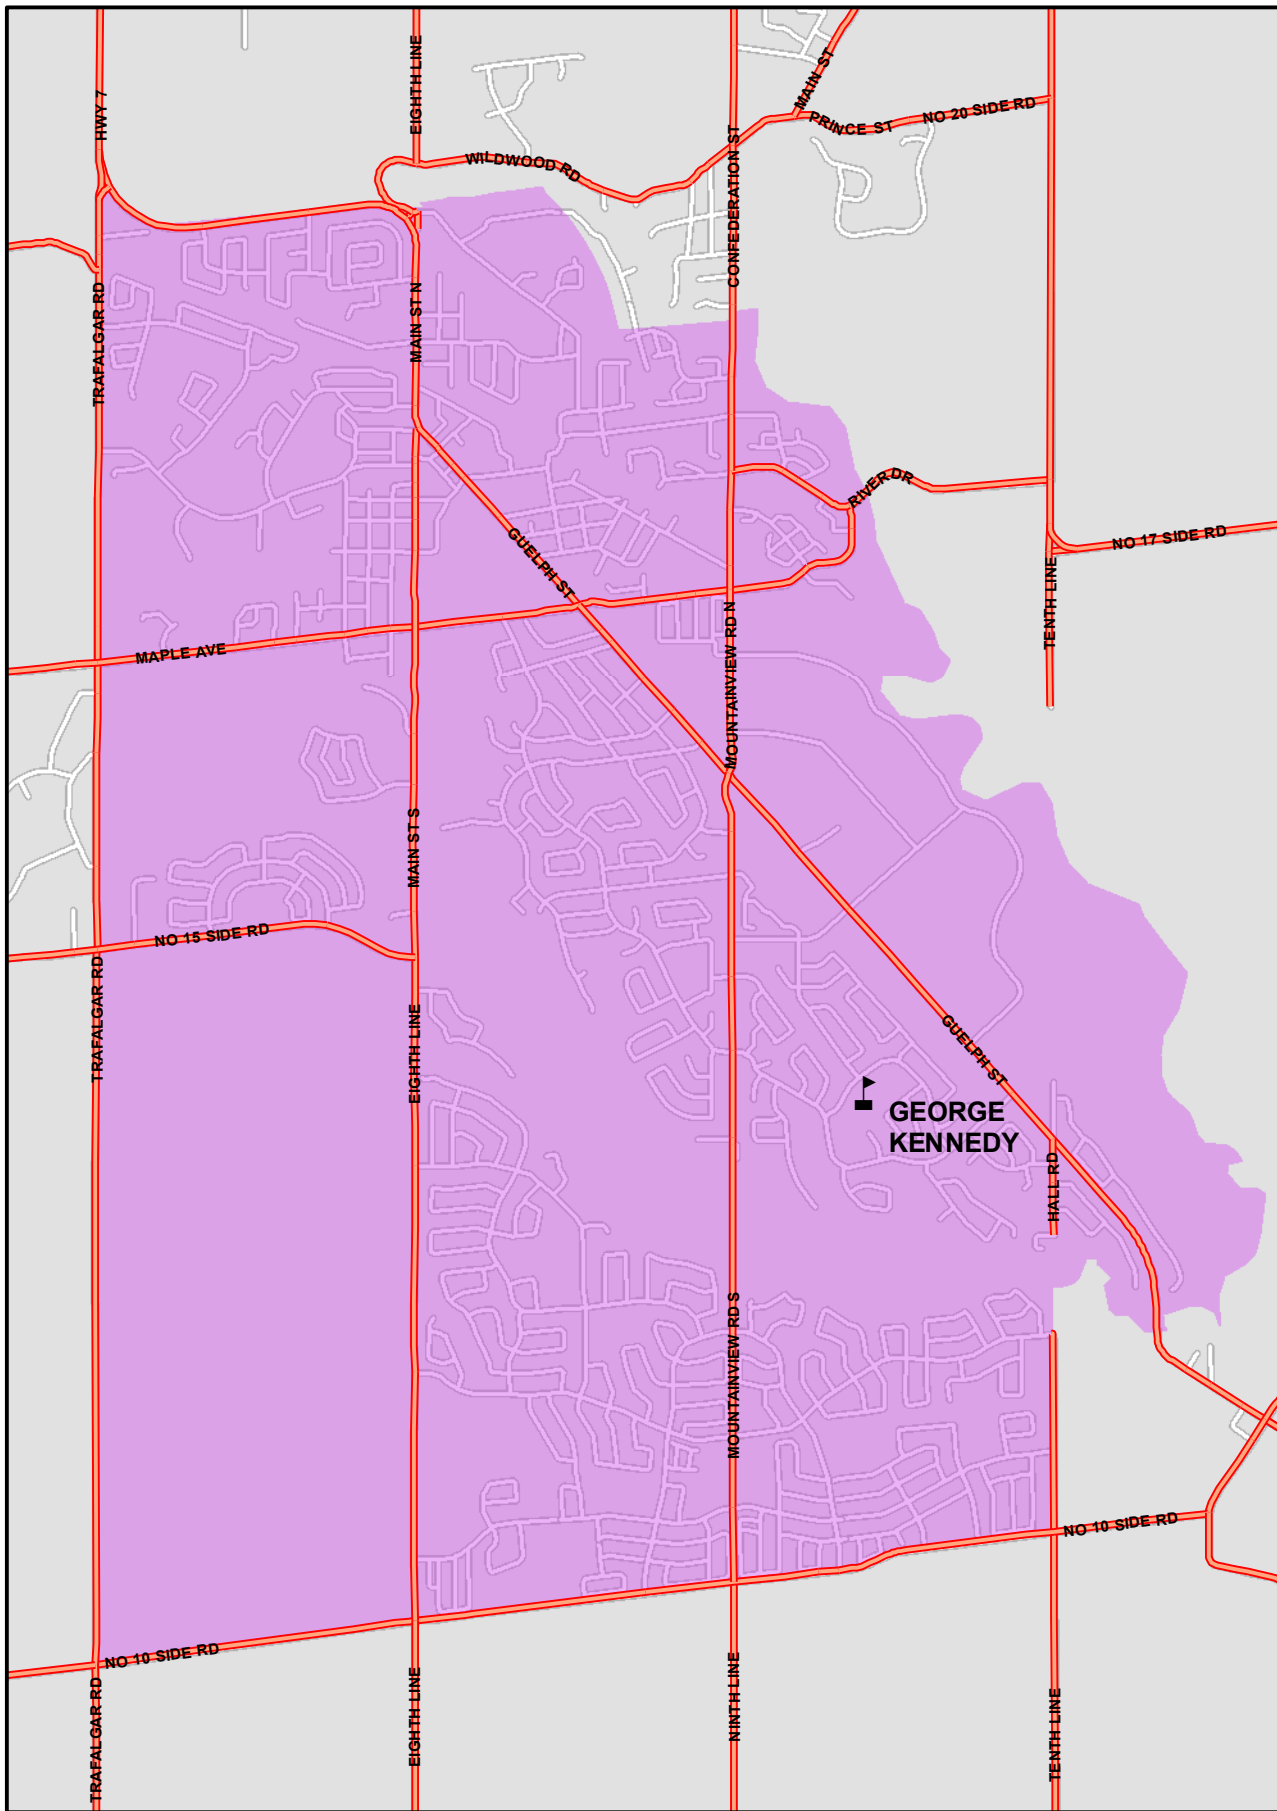 HWY 7
EIGHTH LINE
MAIN ST
PRINCE ST
NO 20 SIDE RD
WILDWOOD RD
CONFEDERATION ST
TRAFALGAR RD
MAIN ST N
RIVER DR
GUELPH ST
NO 17 SIDE RD
TENTH LINE
MAPLE AVE
MOUNTAINVIEW RD N
MAIN ST S
NO 15 SIDE RD
TRAFALGAR RD
EIGHTH LINE
GUELPH ST
GEORGE
KENNEDY
HALL RD
MOUNTAINVIEW RD S
NO 10 SIDE RD
NO 10 SIDE RD
TRAFALGAR RD
EIGHTH LINE
NINTH LINE
TENTH LINE